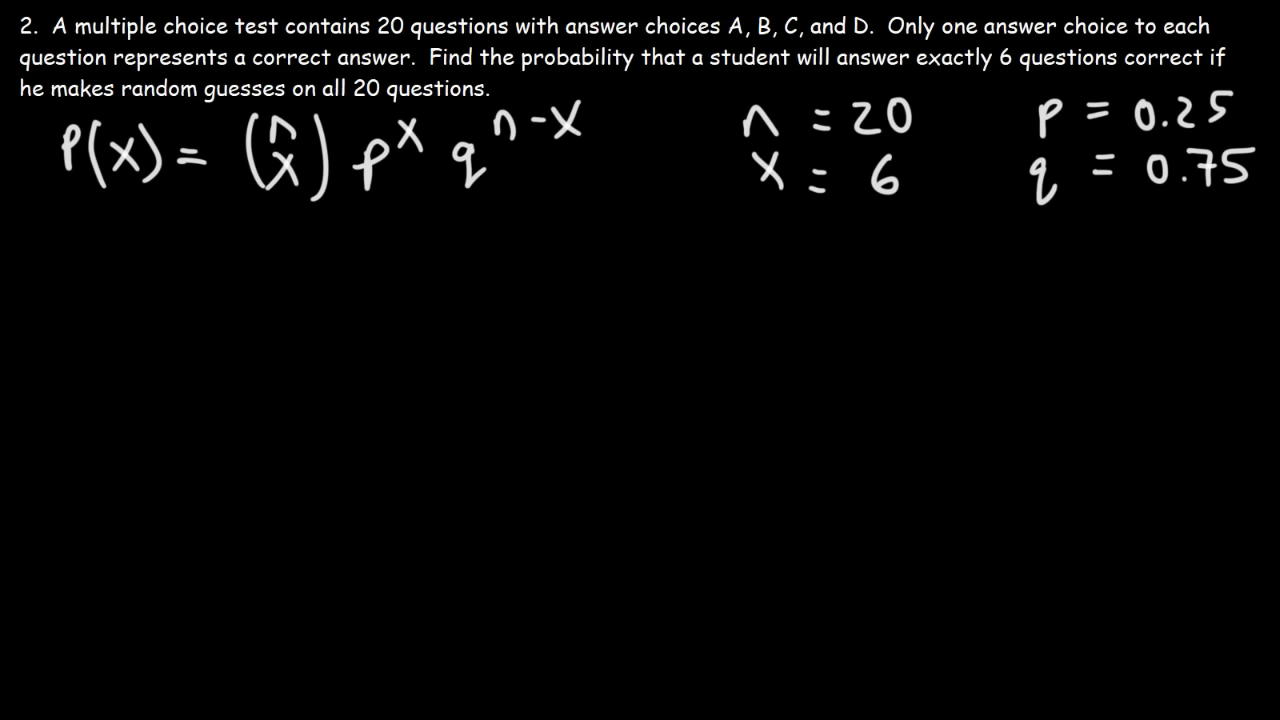 2. A multiple choice test contains 20 questions with answer choices A, B, C, and D. Only one answer choice to each
question represents a correct answer. Find the probability that a student will answer exactly 6 questions correct if
he makes random guesses on all 20 questions.
P(x) = (n x) p^x q^(n-x)
n = 20
x = 6
p = 0.25
q = 0.75